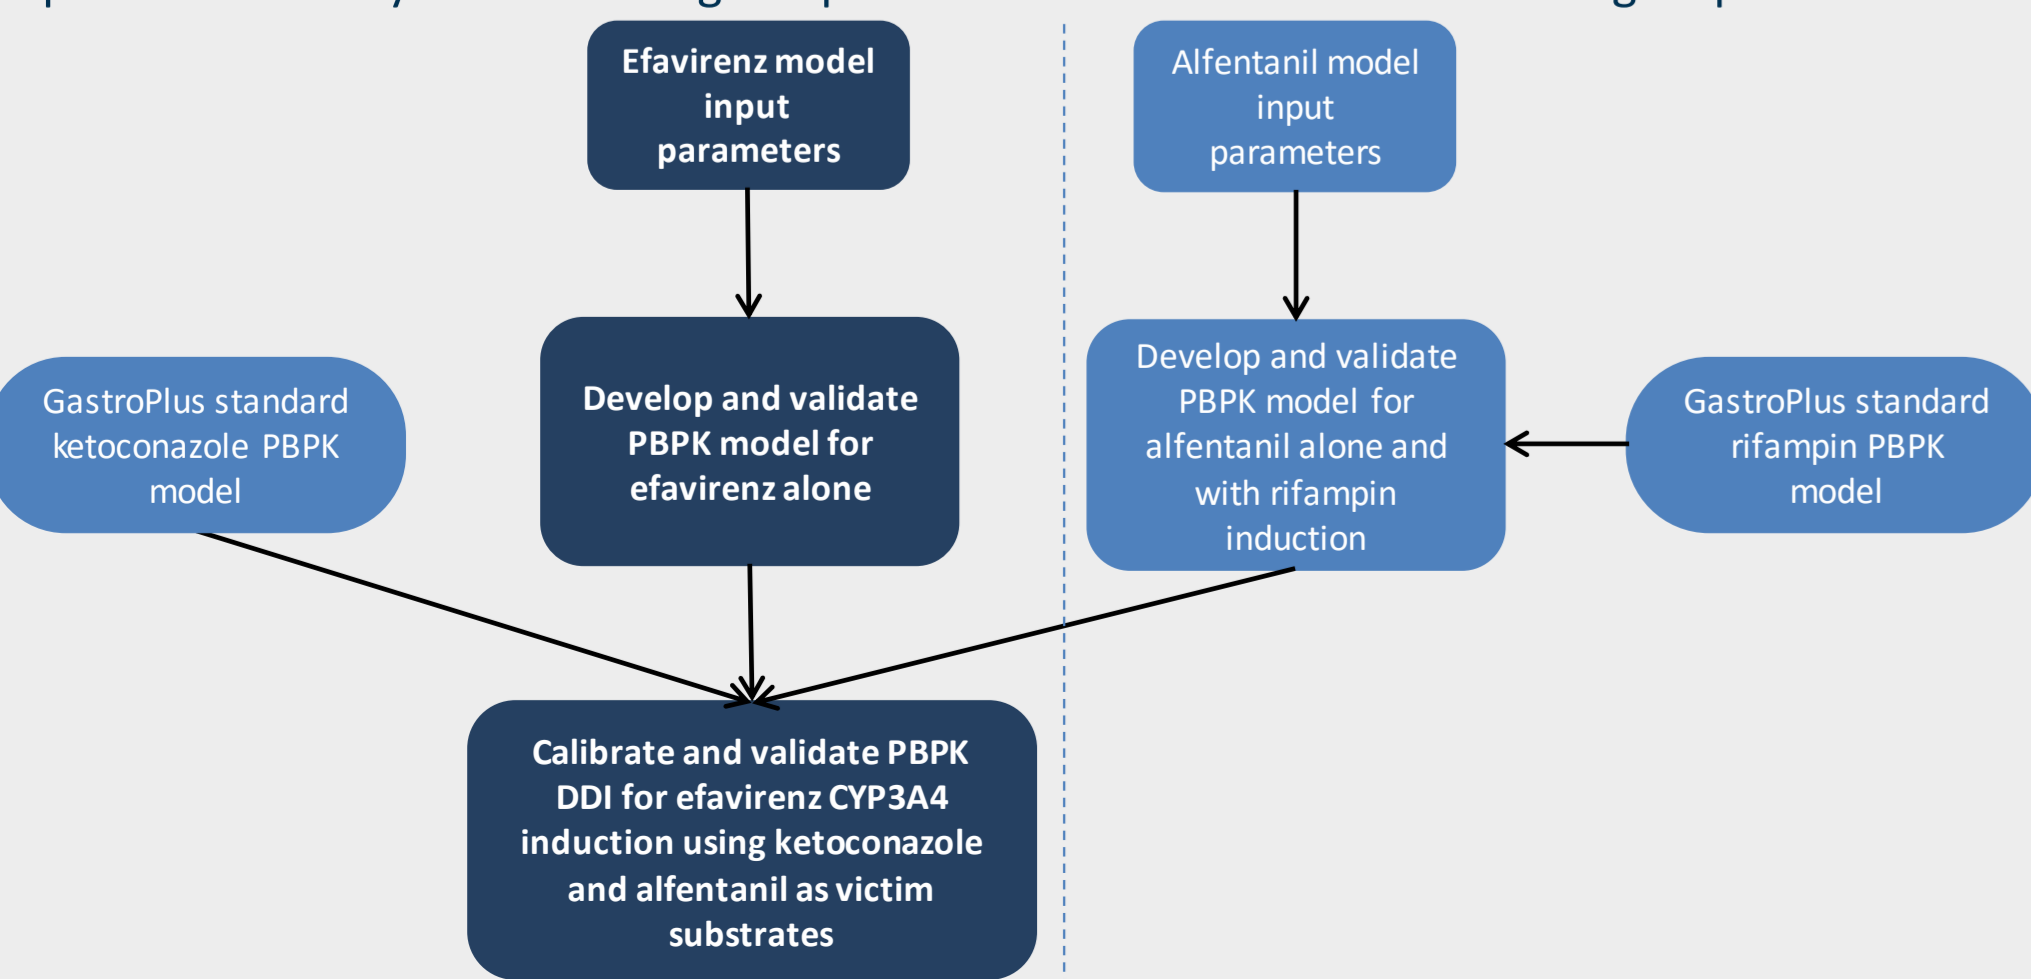 Efavirenz model
input
parameters
Alfentanil model
input
parameters
GastroPlus standard
ketoconazole PBPK
model
Develop and validate
PBPK model for
efavirenz alone
Develop and validate
PBPK model for
alfentanil alone and
with rifampin
induction
GastroPlus standard
rifampin PBPK
model
Calibrate and validate PBPK
DDI for efavirenz CYP3A4
induction using ketoconazole
and alfentanil as victim
substrates